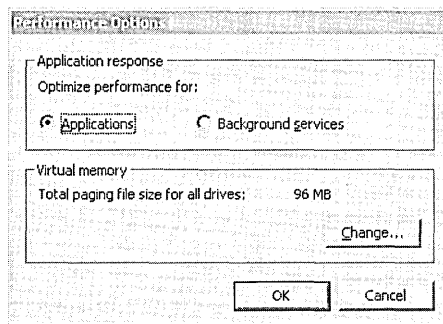 Performance Options
Application response
Optimize performance for:
Applications
Background services
Virtual memory
Total paging file size for all drives: 96 MB
Change...
OK
Cancel